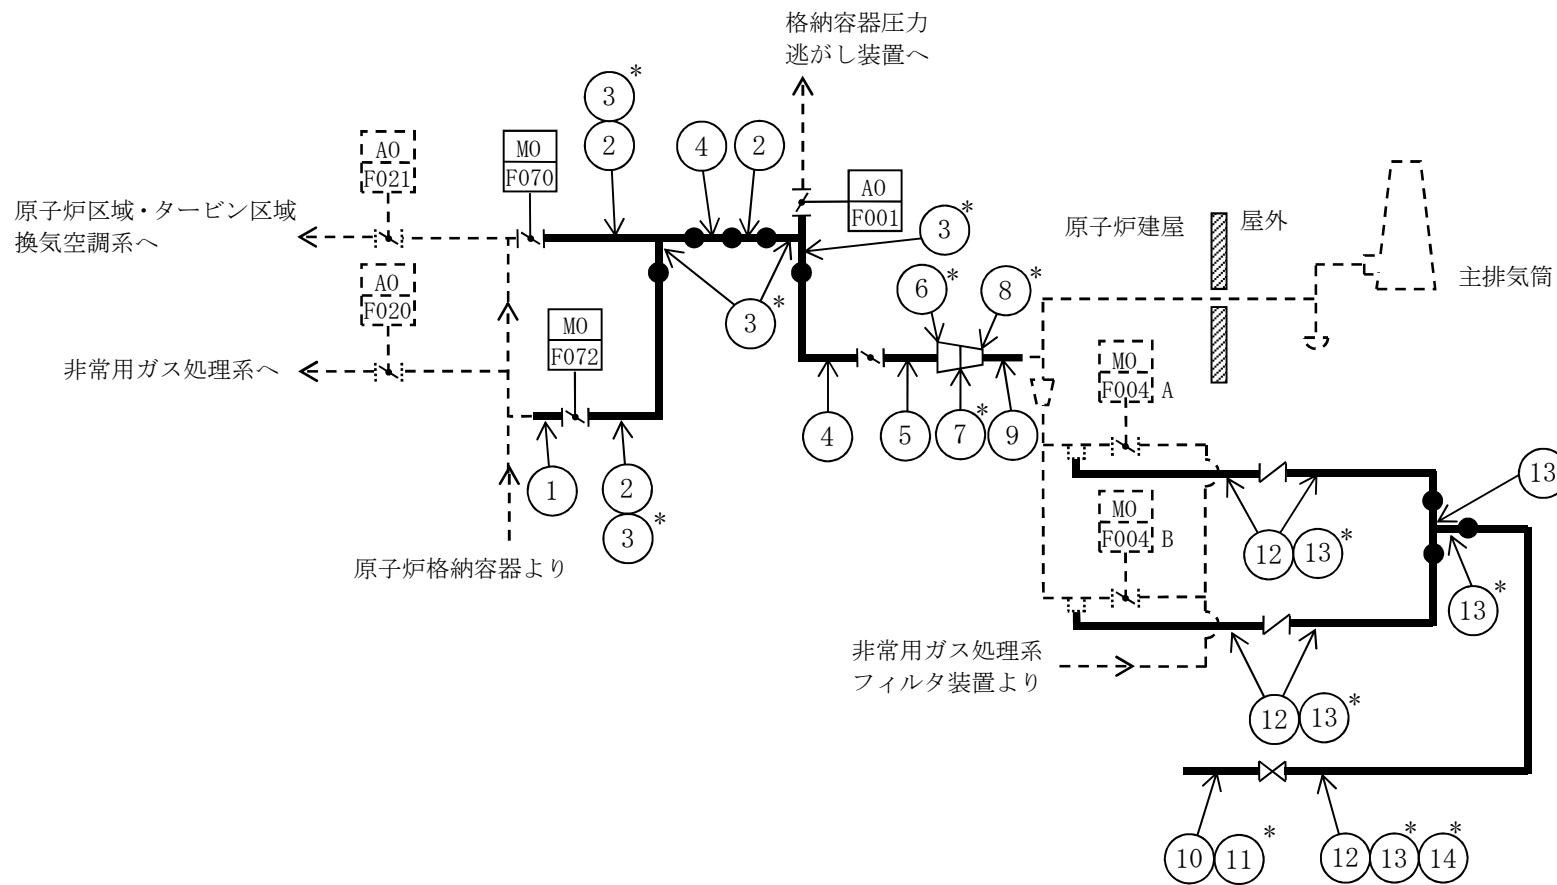 格納容器圧力
逃がし装置へ
3*
2
4
2
AO
F021
MO
F070
AO
F001
原子炉区域・タービン区域
換気空調系へ
3*
原子炉建屋
屋外
主排気筒
AO
F020
非常用ガス処理系へ
MO
F072
3*
6*
8*
MO
F004 A
4
5
7*
9
1
2
3*
原子炉格納容器より
MO
F004 B
12
13*
13
13*
非常用ガス処理系
フィルタ装置より
12
13*
10
11*
12
13*
14*